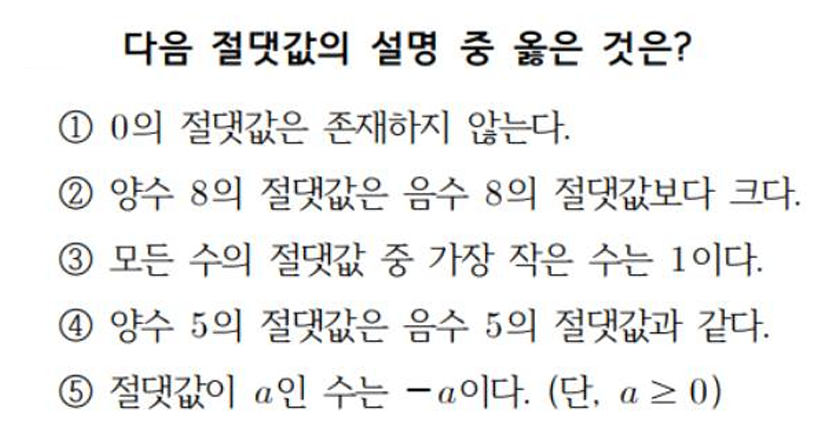 다음 절댓값의 설명 중 옳은 것은?
① 0의 절댓값은 존재하지 않는다.
② 양수 8의 절댓값은 음수 8의 절댓값보다 크다.
③ 모든 수의 절댓값 중 가장 작은 수는 1이다.
④ 양수 5의 절댓값은 음수 5의 절댓값과 같다.
⑤ 절댓값이 a인 수는 −a이다. (단, a ≥ 0)